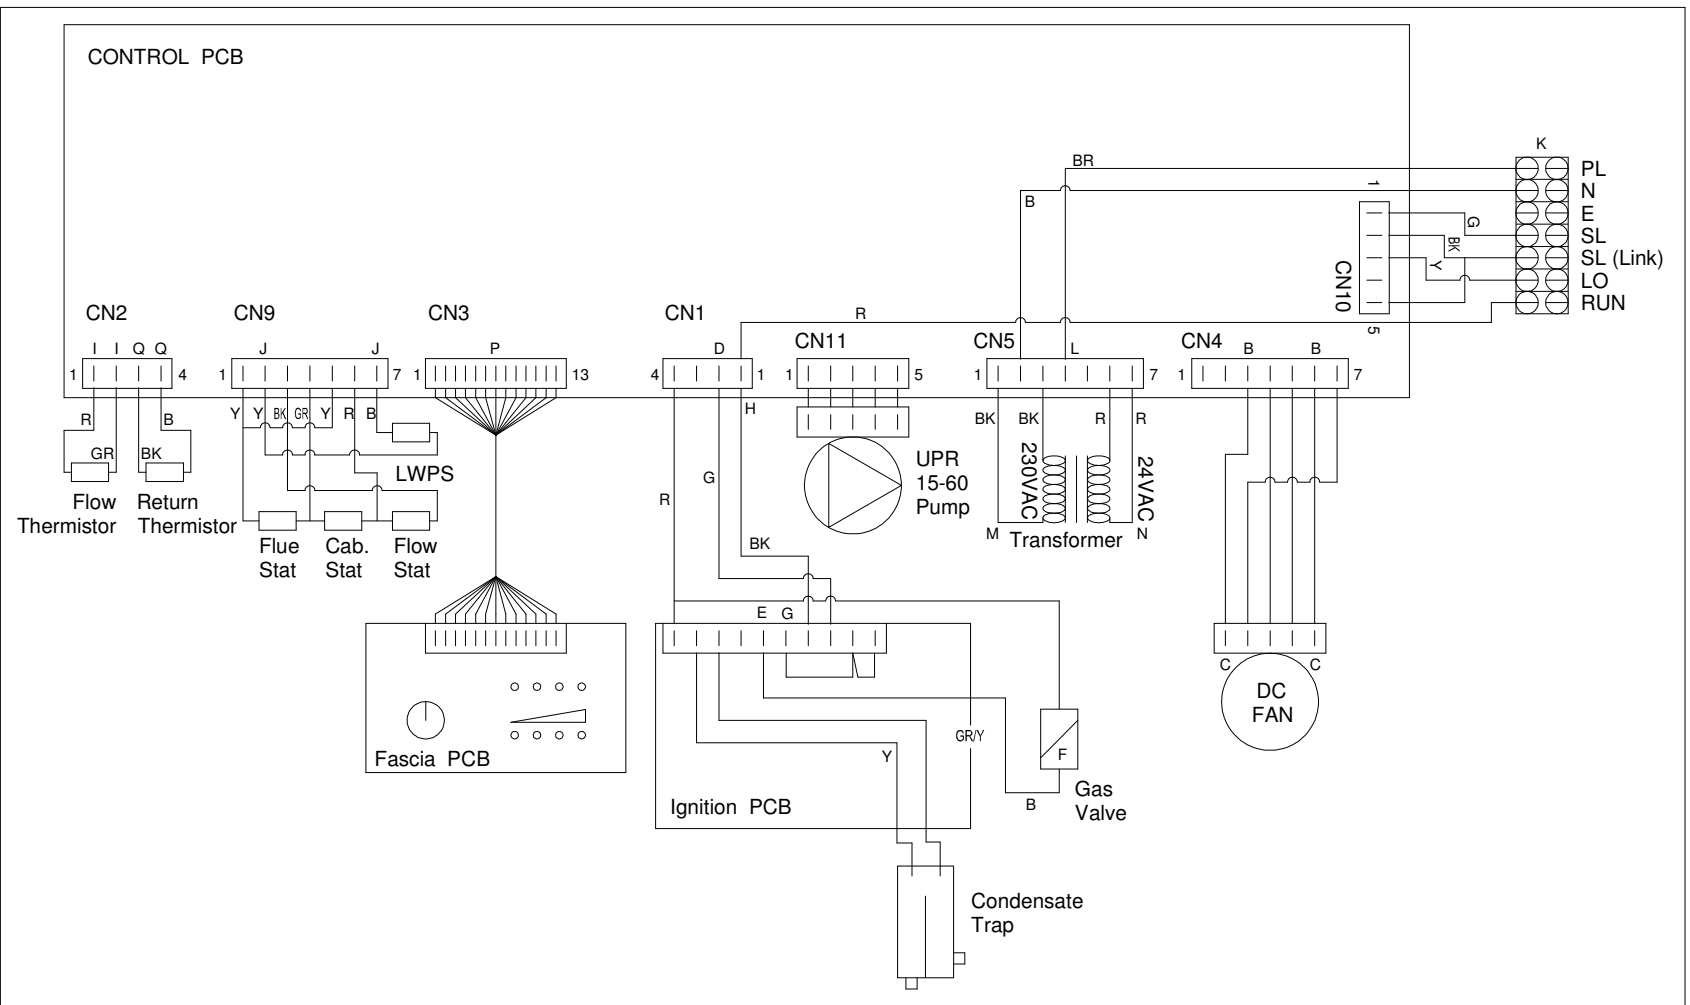 CONTROL PCB
K
BR
PL
B
N
1
E
G
SL
BK
SL (Link)
Y
LO
CN10
RUN
5
CN2
CN9
CN3
CN1
R
CN11
CN5
CN4
I I Q Q
J J
P
D
L
B B
1 4
1 7
1 13
4 1
1 5
1 7
1 7
R B
Y Y BK GR Y R B
H
BK BK R R
GR BK
LWPS
G
R
UPR
15-60
Pump
230VAC
24VAC
Flow
Thermistor
Return
Thermistor
M Transformer N
Flue
Stat
Cab.
Stat
Flow
Stat
BK
E G
C C
DC
FAN
GR/Y
Y
F
Fascia PCB
Ignition PCB
B
Gas
Valve
Condensate
Trap